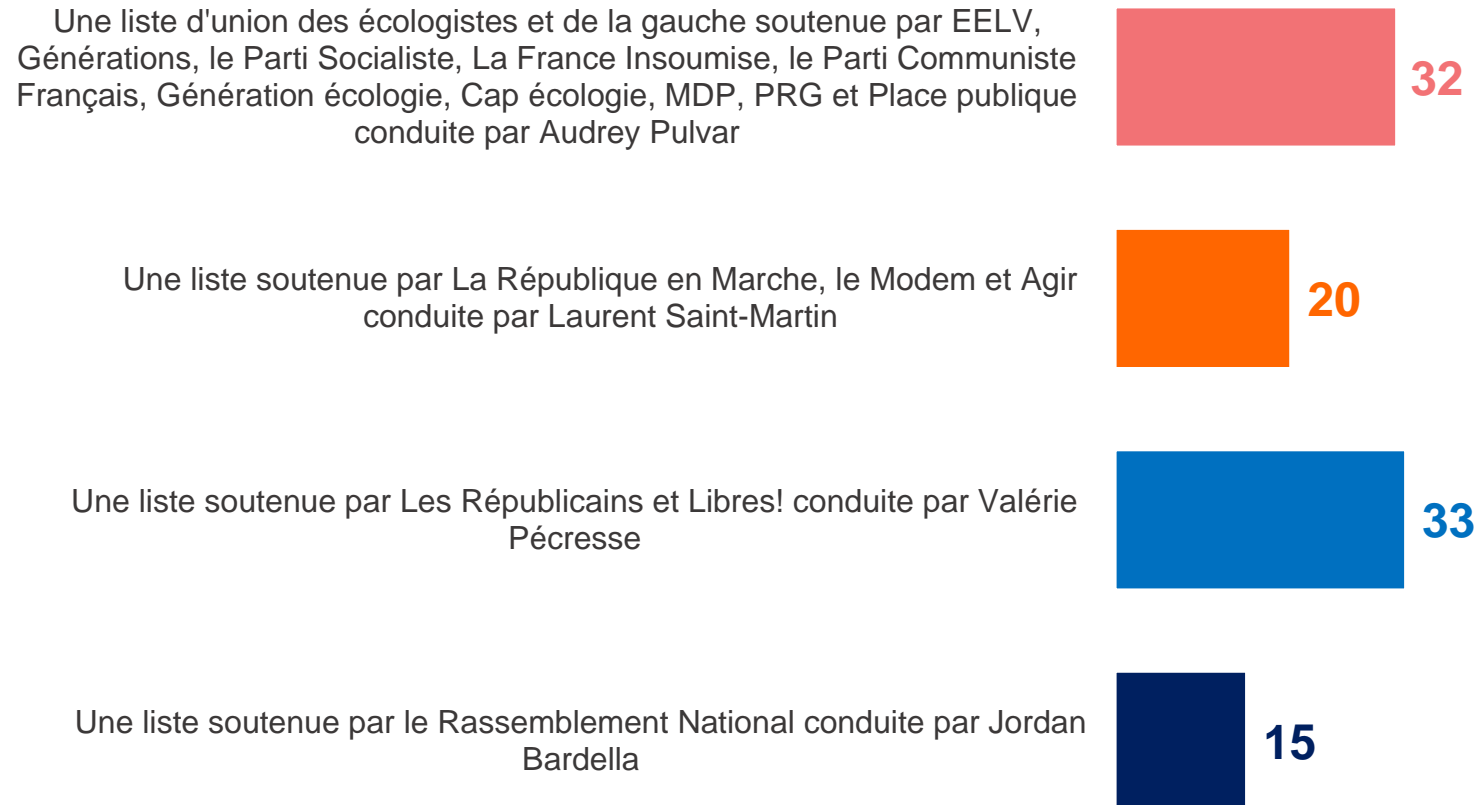 Une liste d'union des écologistes et de la gauche soutenue par EELV,
Générations, le Parti Socialiste, La France Insoumise, le Parti Communiste
Français, Génération écologie, Cap écologie, MDP, PRG et Place publique
conduite par Audrey Pulvar
32
Une liste soutenue par La République en Marche, le Modem et Agir
conduite par Laurent Saint-Martin
20
Une liste soutenue par Les Républicains et Libres! conduite par Valérie
Pécresse
33
Une liste soutenue par le Rassemblement National conduite par Jordan
Bardella
15